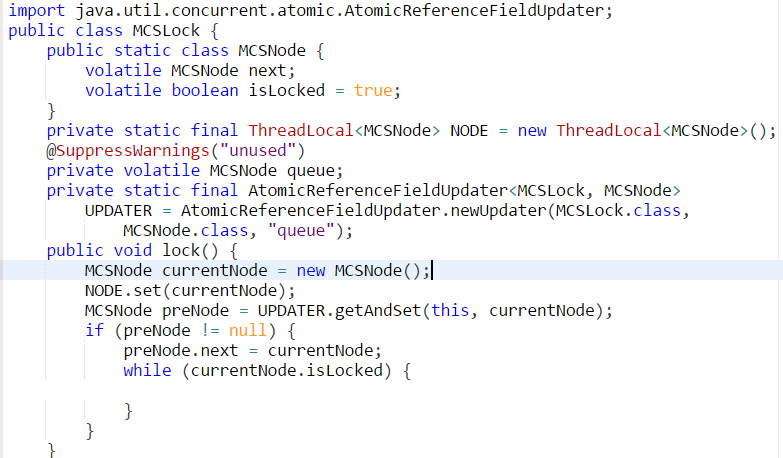 import java.util.concurrent.atomic.AtomicReferenceFieldUpdater;
public class MCSLock {
    public static class MCSNode {
        volatile MCSNode next;
        volatile boolean isLocked = true;
    }
    private static final ThreadLocal<MCSNode> NODE = new ThreadLocal<MCSNode>();
    @SuppressWarnings("unused")
    private volatile MCSNode queue;
    private static final AtomicReferenceFieldUpdater<MCSLock, MCSNode>
        UPDATER = AtomicReferenceFieldUpdater.newUpdater(MCSLock.class,
            MCSNode.class, "queue");
    public void lock() {
        MCSNode currentNode = new MCSNode();
        NODE.set(currentNode);
        MCSNode preNode = UPDATER.getAndSet(this, currentNode);
        if (preNode != null) {
            preNode.next = currentNode;
            while (currentNode.isLocked) {

            }
        }
    }